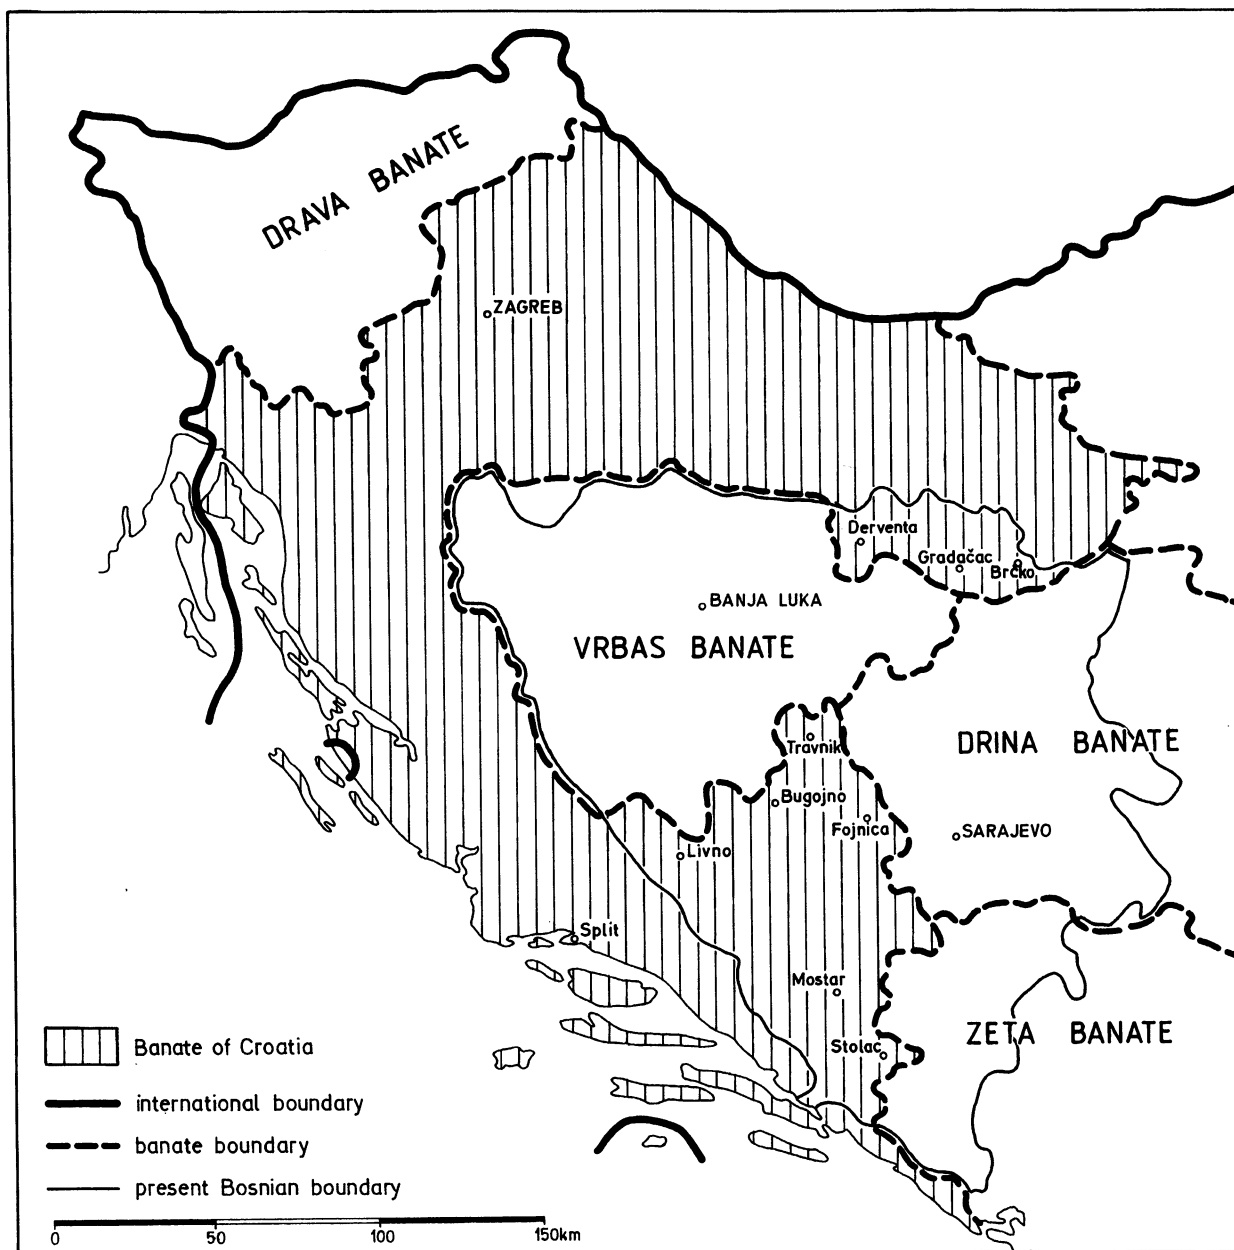 DRAVA BANATE
ZAGREB
Derventa
Gradačac
Brčko
BANJA LUKA
VRBAS BANATE
Travnik
DRINA BANATE
Bugojno
Fojnica
SARAJEVO
Livno
Split
Mostar
ZETA BANATE
Stolac
Banate of Croatia
international boundary
banate boundary
present Bosnian boundary
0 50 100 150km